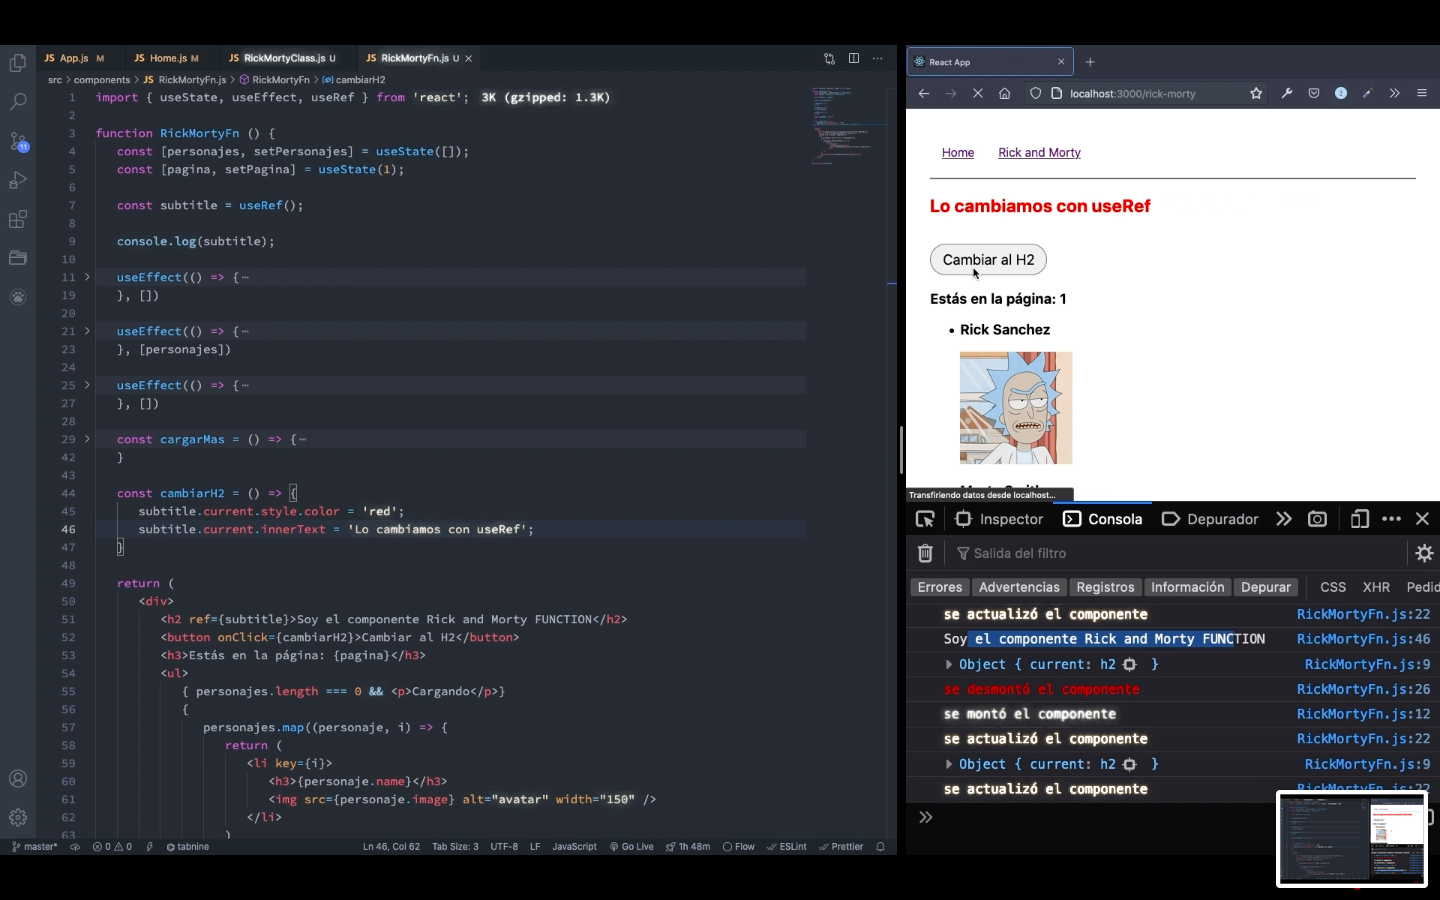 App.js M
Home.js M
RickMortyClass.js U
RickMortyFn.js U
src > components > RickMortyFn.js > RickMortyFn > cambiarH2
1 import { useState, useEffect, useRef } from 'react'; 3K (gzipped: 1.3K)
2
3 function RickMortyFn () {
4 const [personajes, setPersonajes] = useState([]);
5 const [pagina, setPagina] = useState(1);
6
7 const subtitle = useRef();
8
9 console.log(subtitle);
10
11 useEffect(() => {⋯
19 }, [])
20
21 useEffect(() => {⋯
23 }, [personajes])
24
25 useEffect(() => {⋯
27 }, [])
28
29 const cargarMas = () => {⋯
42 }
43
44 const cambiarH2 = () => {
45 subtitle.current.style.color = 'red';
46 subtitle.current.innerText = 'Lo cambiamos con useRef';
47 }
48
49 return (
50 <div>
51 <h2 ref={subtitle}>Soy el componente Rick and Morty FUNCTION</h2>
52 <button onClick={cambiarH2}>Cambiar al H2</button>
53 <h3>Estás en la página: {pagina}</h3>
54 <ul>
55 { personajes.length === 0 && <p>Cargando</p>}
56 {
57 personajes.map((personaje, i) => {
58 return (
59 <li key={i}>
60 <h3>{personaje.name}</h3>
61 <img src={personaje.image} alt="avatar" width="150" />
62 </li>
63 )
11
master*
0 0
tabnine
Ln 46, Col 62
Tab Size: 3
UTF-8
LF
JavaScript
Go Live
1h 48m
Flow
ESLint
Prettier
React App
localhost:3000/rick-morty
Home
Rick and Morty
Lo cambiamos con useRef
Cambiar al H2
Estás en la página: 1
• Rick Sanchez
Transfiriendo datos desde localhost...
Inspector
Consola
Depurador
Salida del filtro
Errores
Advertencias
Registros
Información
Depurar
CSS
XHR
Pedid
se actualizó el componente RickMortyFn.js:22
Soy el componente Rick and Morty FUNCTION RickMortyFn.js:46
Object { current: h2 } RickMortyFn.js:9
se desmontó el componente RickMortyFn.js:26
se montó el componente RickMortyFn.js:12
se actualizó el componente RickMortyFn.js:22
Object { current: h2 } RickMortyFn.js:9
se actualizó el componente RickMortyFn.js:22